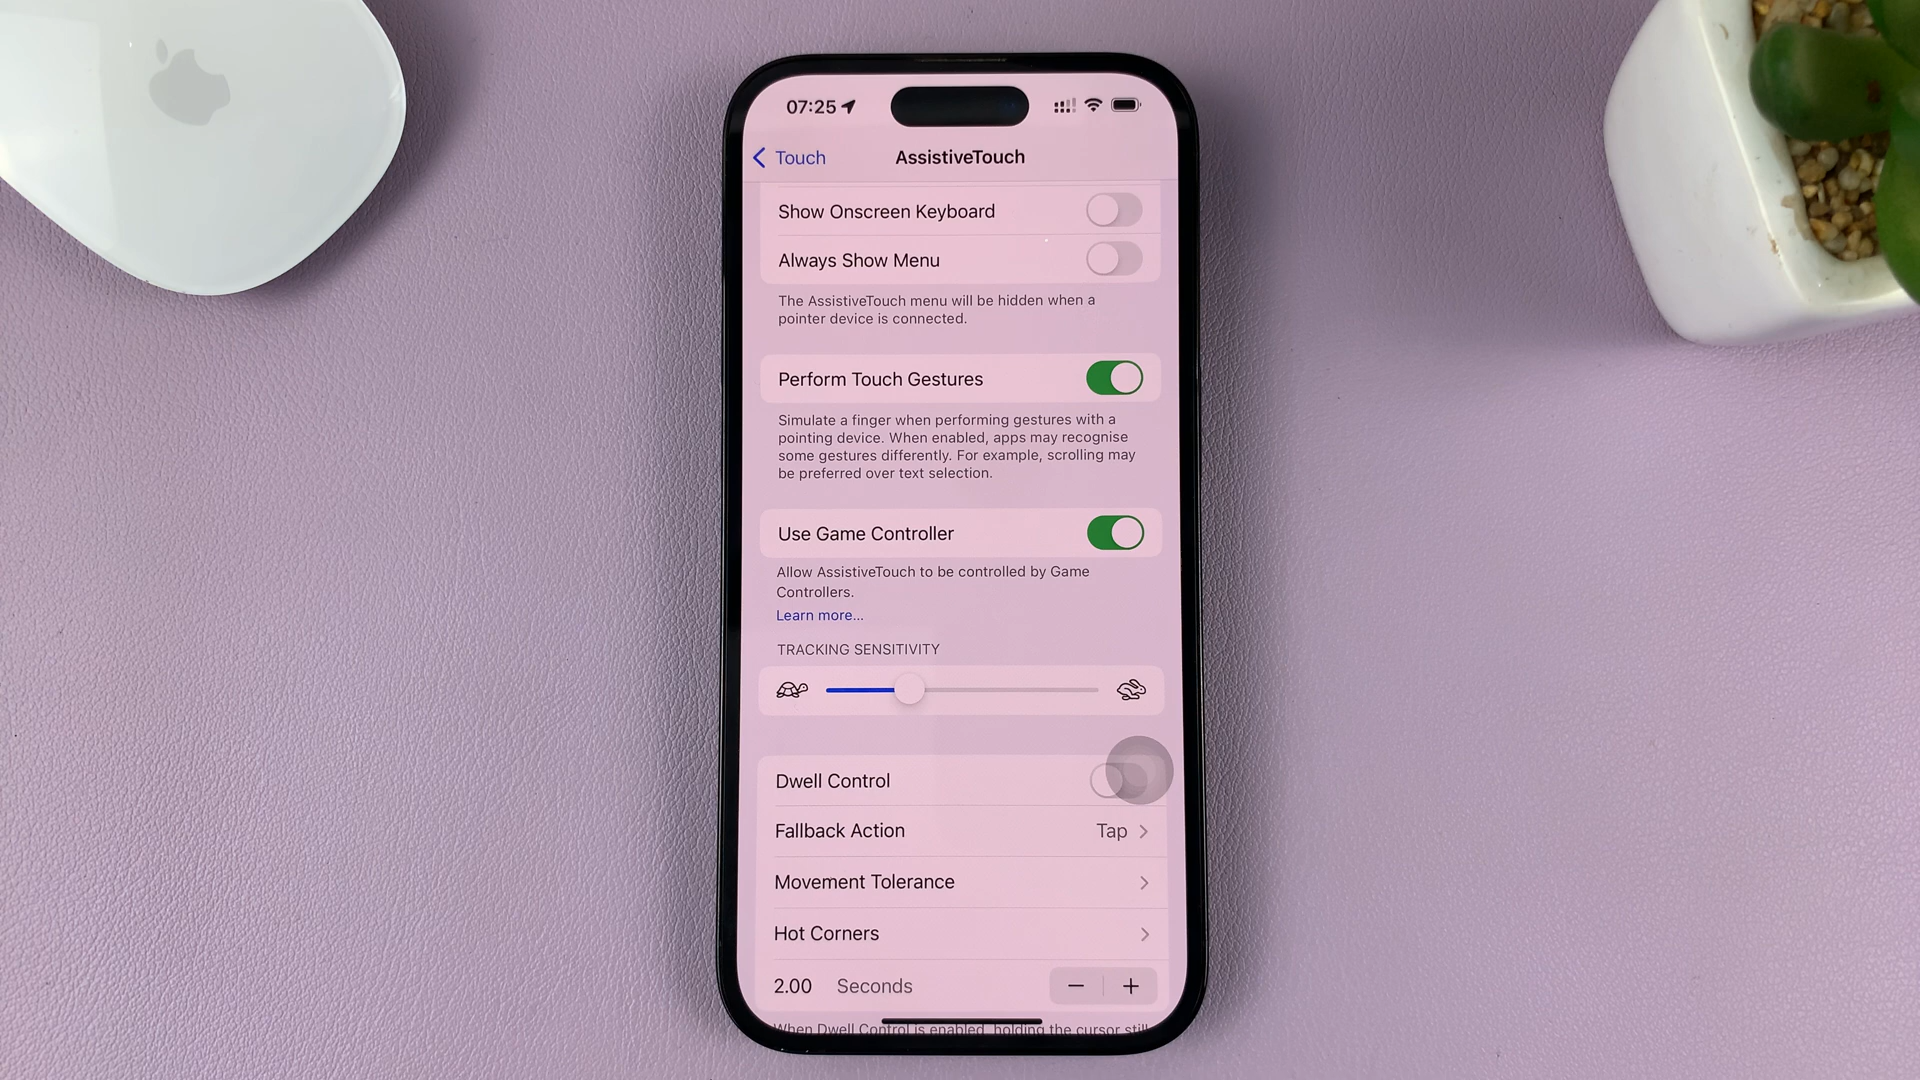 07:25
Touch
AssistiveTouch
Show Onscreen Keyboard
Always Show Menu
The AssistiveTouch menu will be hidden when a
pointer device is connected.
Perform Touch Gestures
Simulate a finger when performing gestures with a
pointing device. When enabled, apps may recognise
some gestures differently. For example, scrolling may
be preferred over text selection.
Use Game Controller
Allow AssistiveTouch to be controlled by Game
Controllers.
Learn more...
TRACKING SENSITIVITY
Dwell Control
Fallback Action Tap
Movement Tolerance
Hot Corners
2.00 Seconds − +
When Dwell Control is enabled, holding the cursor still